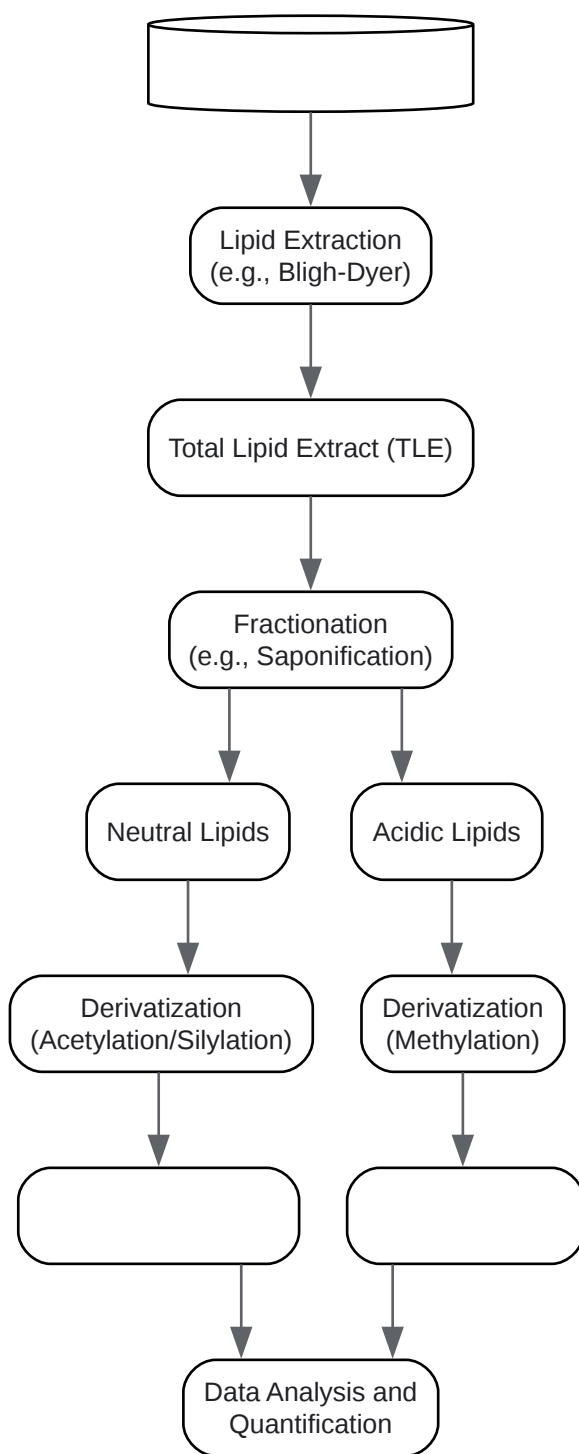 Lipid Extraction
(e.g., Bligh-Dyer)
Total Lipid Extract (TLE)
Fractionation
(e.g., Saponification)
Neutral Lipids
Acidic Lipids
Derivatization
(Acetylation/Silylation)
Derivatization
(Methylation)
Data Analysis and
Quantification